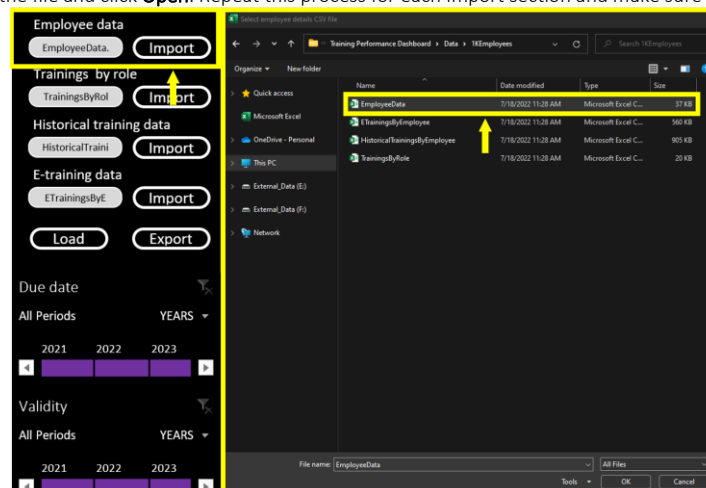 the file and click Open. Repeat this process for each import section and make sure
Employee data
EmployeeData. Import
Trainings by role
TrainingsByRol Import
Historical training data
HistoricalTraini Import
E-training data
ETrainingsByE Import
Load Export
Due date
All Periods YEARS
2021 2022 2023
Validity
All Periods YEARS
2021 2022 2023
Select employee details CSV file
Training Performance Dashboard › Data › 1KEmployees
Search 1KEmployees
Organize New folder
Quick access
Microsoft Excel
OneDrive - Personal
This PC
External_Data (E:)
External_Data (F:)
Network
Name Date modified Type Size
EmployeeData 7/18/2022 11:28 AM Microsoft Excel C... 37 KB
ETrainingsByEmployee 7/18/2022 11:28 AM Microsoft Excel C... 560 KB
HistoricalTrainingsByEmployee 7/18/2022 11:28 AM Microsoft Excel C... 905 KB
TrainingsByRole 7/18/2022 11:28 AM Microsoft Excel C... 20 KB
File name: EmployeeData All Files
Tools OK Cancel